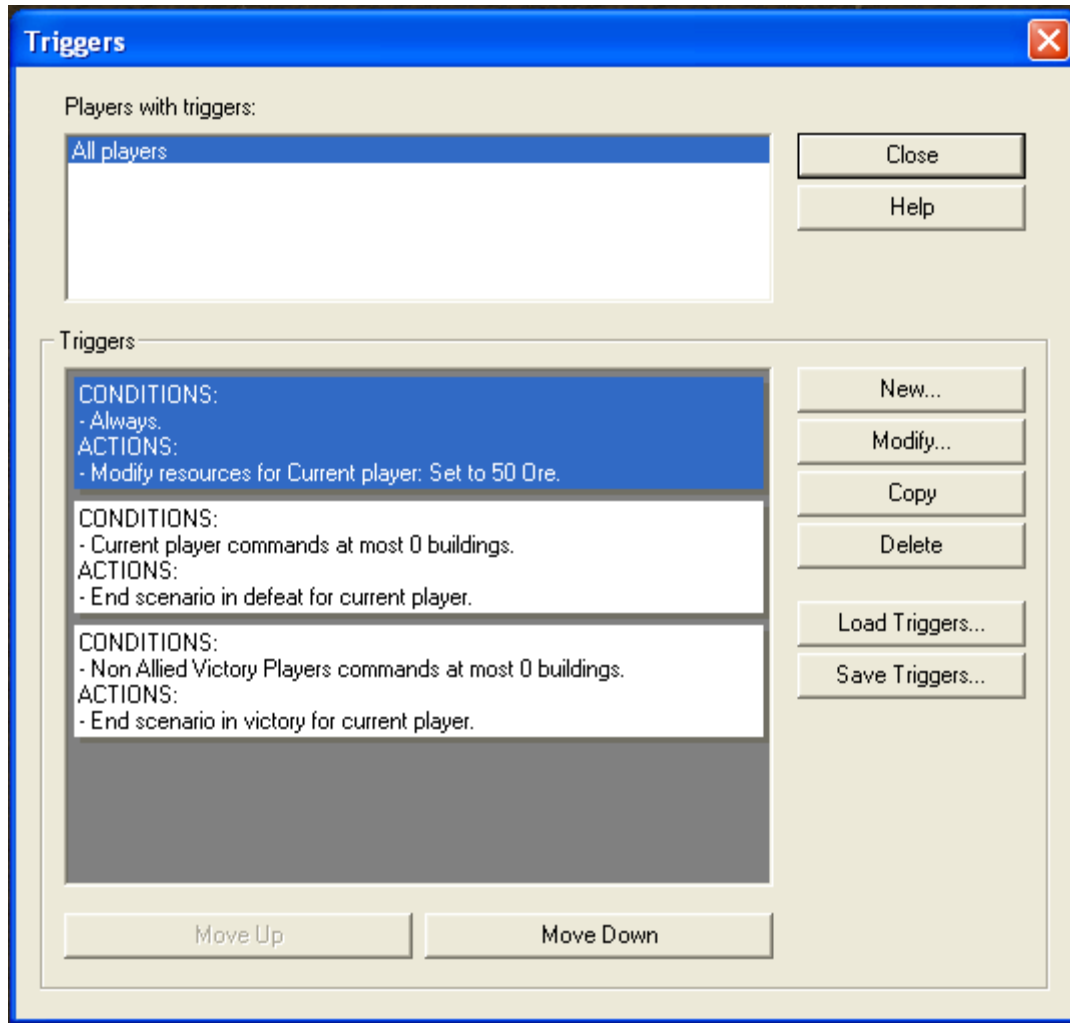 Triggers
Players with triggers:
All players
Close
Help
Triggers
CONDITIONS:
- Always.
ACTIONS:
- Modify resources for Current player: Set to 50 Ore.
CONDITIONS:
- Current player commands at most 0 buildings.
ACTIONS:
- End scenario in defeat for current player.
CONDITIONS:
- Non Allied Victory Players commands at most 0 buildings.
ACTIONS:
- End scenario in victory for current player.
New...
Modify...
Copy
Delete
Load Triggers...
Save Triggers...
Move Up
Move Down